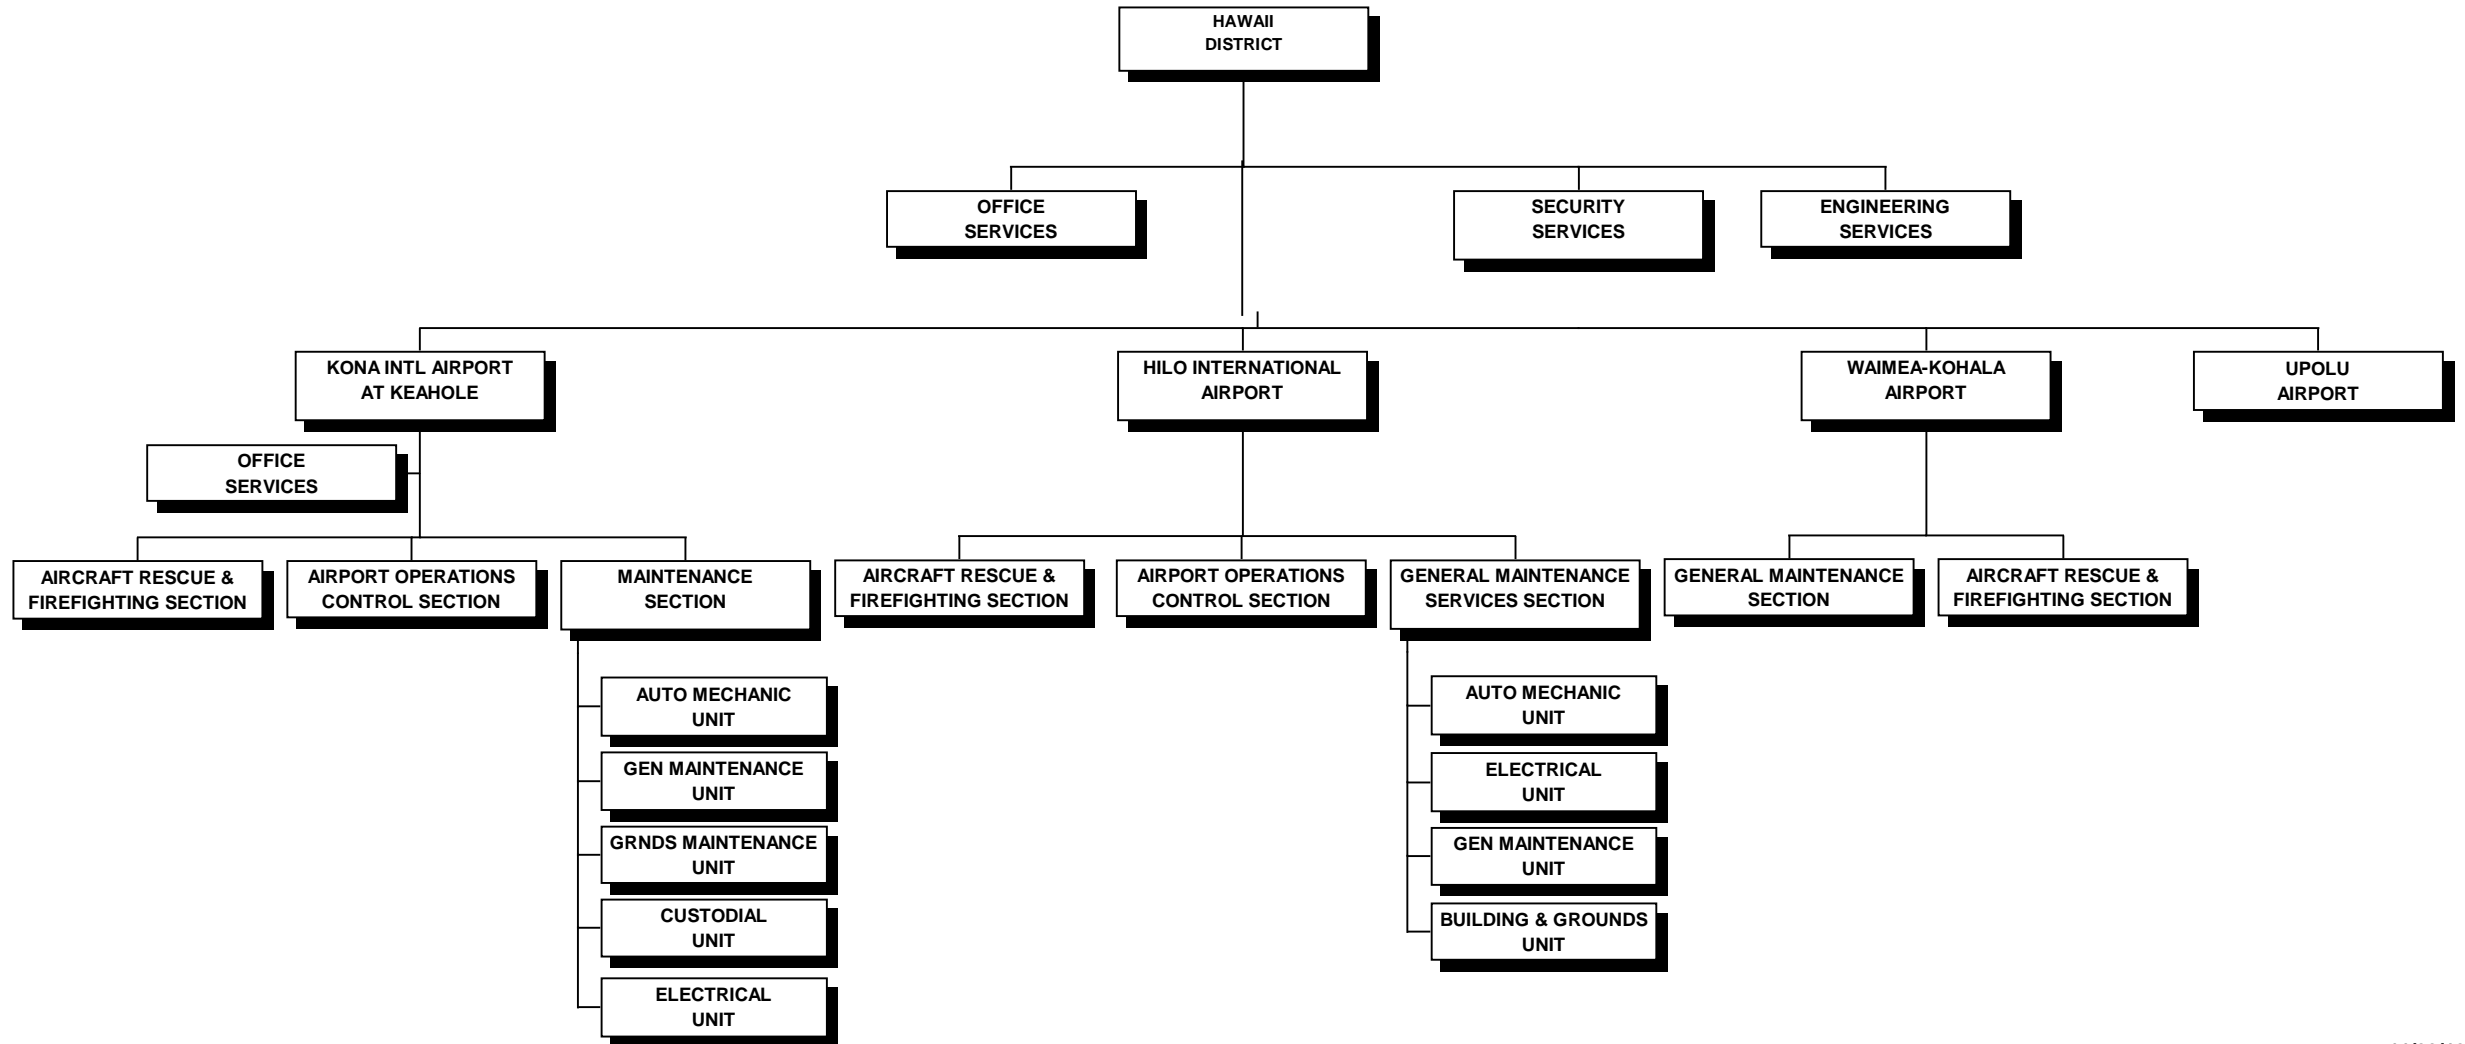 HAWAII
DISTRICT
OFFICE
SERVICES
SECURITY
SERVICES
ENGINEERING
SERVICES
KONA INTL AIRPORT
AT KEAHOLE
HILO INTERNATIONAL
AIRPORT
WAIMEA-KOHALA
AIRPORT
UPOLU
AIRPORT
OFFICE
SERVICES
AIRCRAFT RESCUE &
FIREFIGHTING SECTION
AIRPORT OPERATIONS
CONTROL SECTION
MAINTENANCE
SECTION
AIRCRAFT RESCUE &
FIREFIGHTING SECTION
AIRPORT OPERATIONS
CONTROL SECTION
GENERAL MAINTENANCE
SERVICES SECTION
GENERAL MAINTENANCE
SECTION
AIRCRAFT RESCUE &
FIREFIGHTING SECTION
AUTO MECHANIC
UNIT
GEN MAINTENANCE
UNIT
GRNDS MAINTENANCE
UNIT
CUSTODIAL
UNIT
ELECTRICAL
UNIT
AUTO MECHANIC
UNIT
ELECTRICAL
UNIT
GEN MAINTENANCE
UNIT
BUILDING & GROUNDS
UNIT